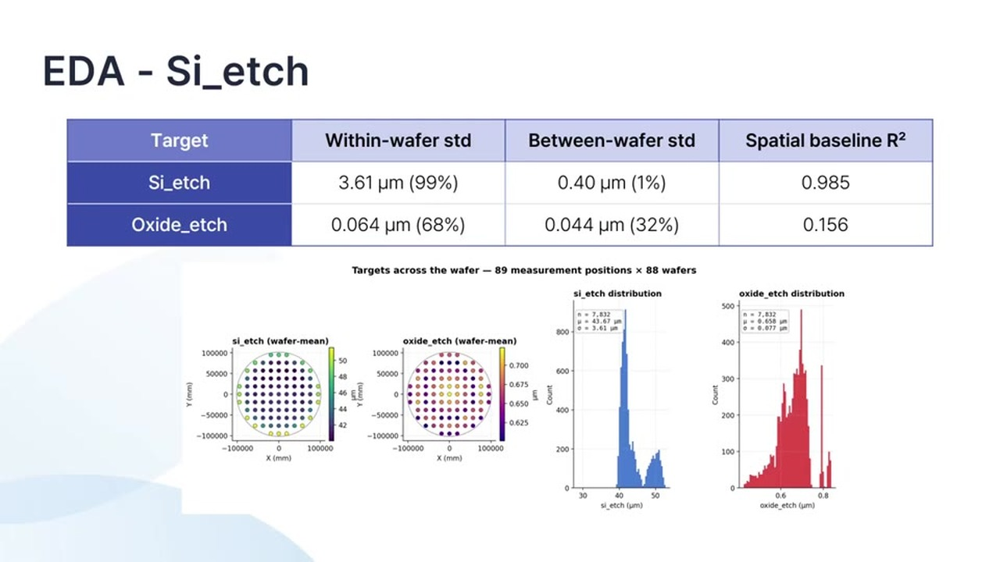 EDA - Si_etch
Target Within-wafer std Between-wafer std Spatial baseline R²
Si_etch 3.61 µm (99%) 0.40 µm (1%) 0.985
Oxide_etch 0.064 µm (68%) 0.044 µm (32%) 0.156
Targets across the wafer — 89 measurement positions × 88 wafers
si_etch (wafer-mean)
100000
50000
0
−50000
−100000
Y (mm)
−100000 0 100000
X (mm)
50
48
46
44
42
µm
oxide_etch (wafer-mean)
100000
50000
0
−50000
−100000
Y (mm)
−100000 0 100000
X (mm)
0.700
0.675
0.650
0.625
µm
si_etch distribution
n = 7,832
µ = 43.67 µm
σ = 3.61 µm
800
600
400
200
0
Count
30 40 50
si_etch (µm)
oxide_etch distribution
n = 7,832
µ = 0.658 µm
σ = 0.077 µm
500
400
300
200
100
0
Count
0.6 0.8
oxide_etch (µm)